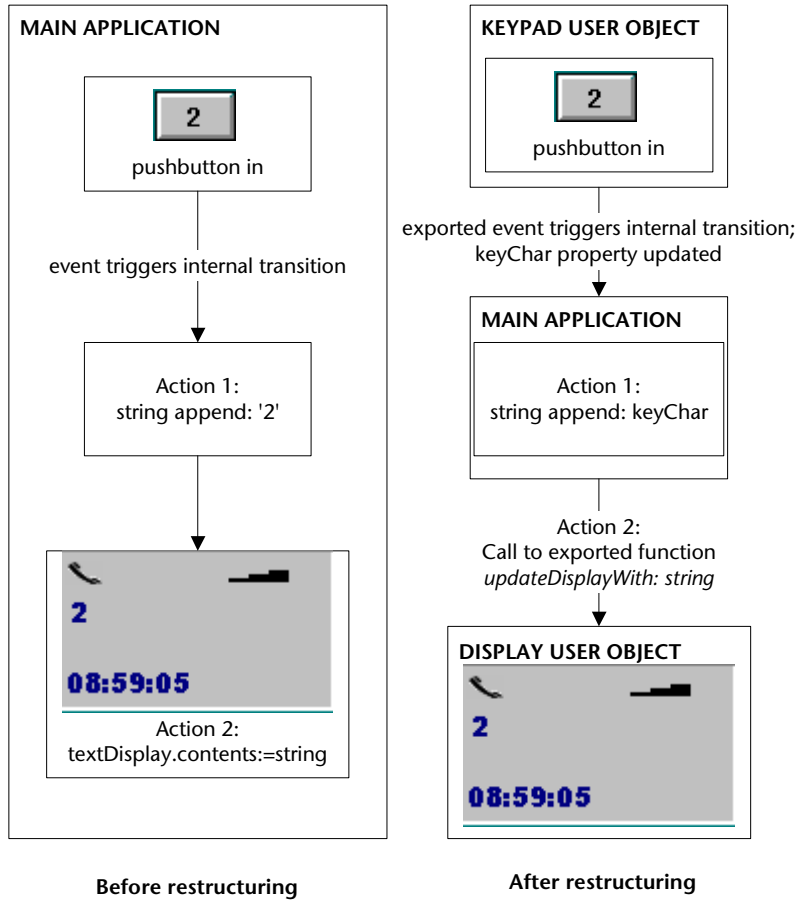 MAIN APPLICATION
2
pushbutton in
event triggers internal transition
Action 1:
string append: '2'
2
08:59:05
Action 2:
textDisplay.contents:=string
Before restructuring
KEYPAD USER OBJECT
2
pushbutton in
exported event triggers internal transition;
keyChar property updated
MAIN APPLICATION
Action 1:
string append: keyChar
Action 2:
Call to exported function
updateDisplayWith: string
DISPLAY USER OBJECT
2
08:59:05
After restructuring